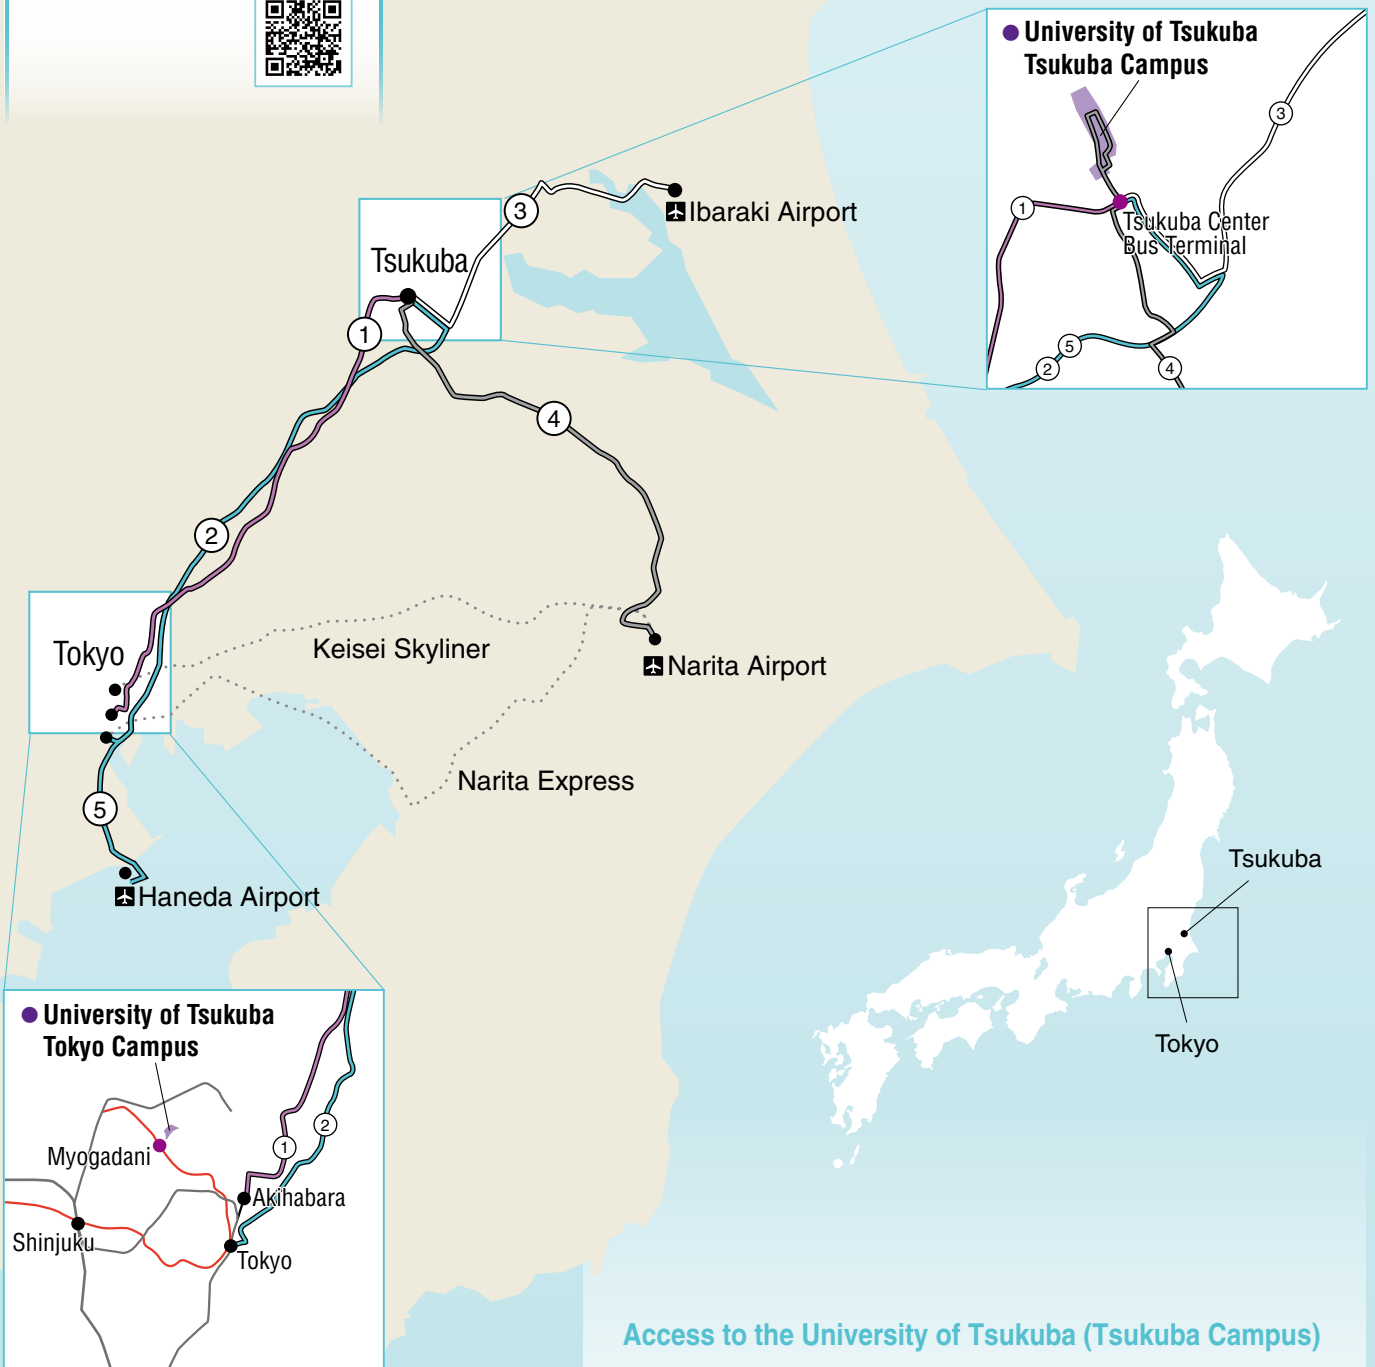 University of Tsukuba
Tsukuba Campus
3
1
Tsukuba Center
Bus Terminal
5
2
4
Ibaraki Airport
3
Tsukuba
1
4
2
Tokyo
Keisei Skyliner
Narita Airport
Narita Express
5
Haneda Airport
Tsukuba
Tokyo
University of Tsukuba
Tokyo Campus
2
1
Myogadani
Akihabara
Shinjuku
Tokyo
Access to the University of Tsukuba (Tsukuba Campus)